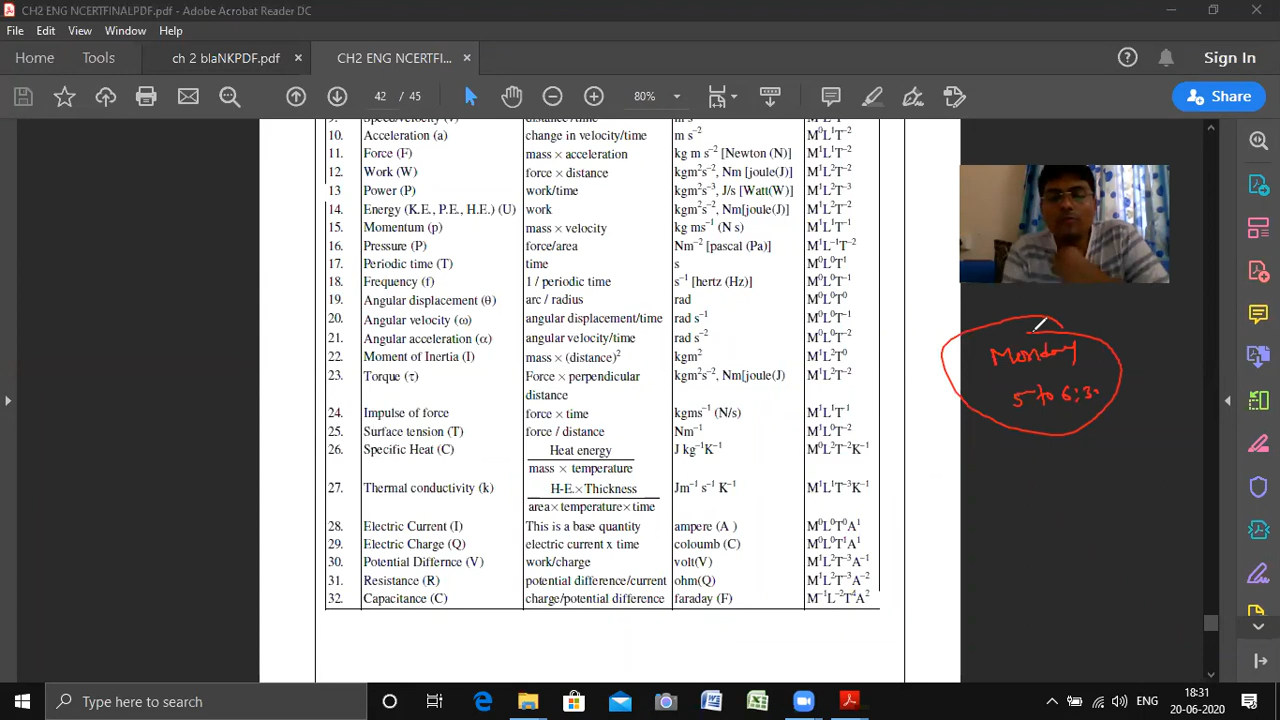 CH2 ENG NCERTFINALPDF.pdf - Adobe Acrobat Reader DC
File Edit View Window Help
Home Tools ch 2 blaNKPDF.pdf × CH2 ENG NCERTFI... × Sign In
42 / 45 80% Share
10. Acceleration (a) change in velocity/time m s⁻² M⁰L¹T⁻²
11. Force (F) mass × acceleration kg m s⁻² [Newton (N)] M¹L¹T⁻²
12. Work (W) force × distance kgm²s⁻², Nm [joule(J)] M¹L²T⁻²
13 Power (P) work/time kgm²s⁻³, J/s [Watt(W)] M¹L²T⁻³
14. Energy (K.E., P.E., H.E.) (U) work kgm²s⁻², Nm[joule(J)] M¹L²T⁻²
15. Momentum (p) mass × velocity kg ms⁻¹ (N s) M¹L¹T⁻¹
16. Pressure (P) force/area Nm⁻² [pascal (Pa)] M¹L⁻¹T⁻²
17. Periodic time (T) time s M⁰L⁰T¹
18. Frequency (f) 1 / periodic time s⁻¹ [hertz (Hz)] M⁰L⁰T⁻¹
19. Angular displacement (θ) arc / radius rad M⁰L⁰T⁰
20. Angular velocity (ω) angular displacement/time rad s⁻¹ M⁰L⁰T⁻¹
21. Angular acceleration (α) angular velocity/time rad s⁻² M⁰L⁰T⁻²
22. Moment of Inertia (I) mass × (distance)² kgm² M¹L²T⁰
23. Torque (τ) Force × perpendicular kgm²s⁻², Nm[joule(J) M¹L²T⁻²
distance
24. Impulse of force force × time kgms⁻¹ (N/s) M¹L¹T⁻¹
25. Surface tension (T) force / distance Nm⁻¹ M¹L⁰T⁻²
26. Specific Heat (C) Heat energy J kg⁻¹K⁻¹ M⁰L²T⁻²K⁻¹
mass × temperature
27. Thermal conductivity (k) H-E.×Thickness Jm⁻¹ s⁻¹ K⁻¹ M¹L¹T⁻³K⁻¹
area×temperature×time
28. Electric Current (I) This is a base quantity ampere (A ) M⁰L⁰T⁰A¹
29. Electric Charge (Q) electric current x time coloumb (C) M⁰L⁰T¹A¹
30. Potential Differnce (V) work/charge volt(V) M¹L²T⁻³A⁻¹
31. Resistance (R) potential difference/current ohm(Q) M¹L²T⁻³A⁻²
32. Capacitance (C) charge/potential difference faraday (F) M⁻¹L⁻²T⁴A²
Monday
5 to 6:3
Type here to search
ENG
18:31
20-06-2020